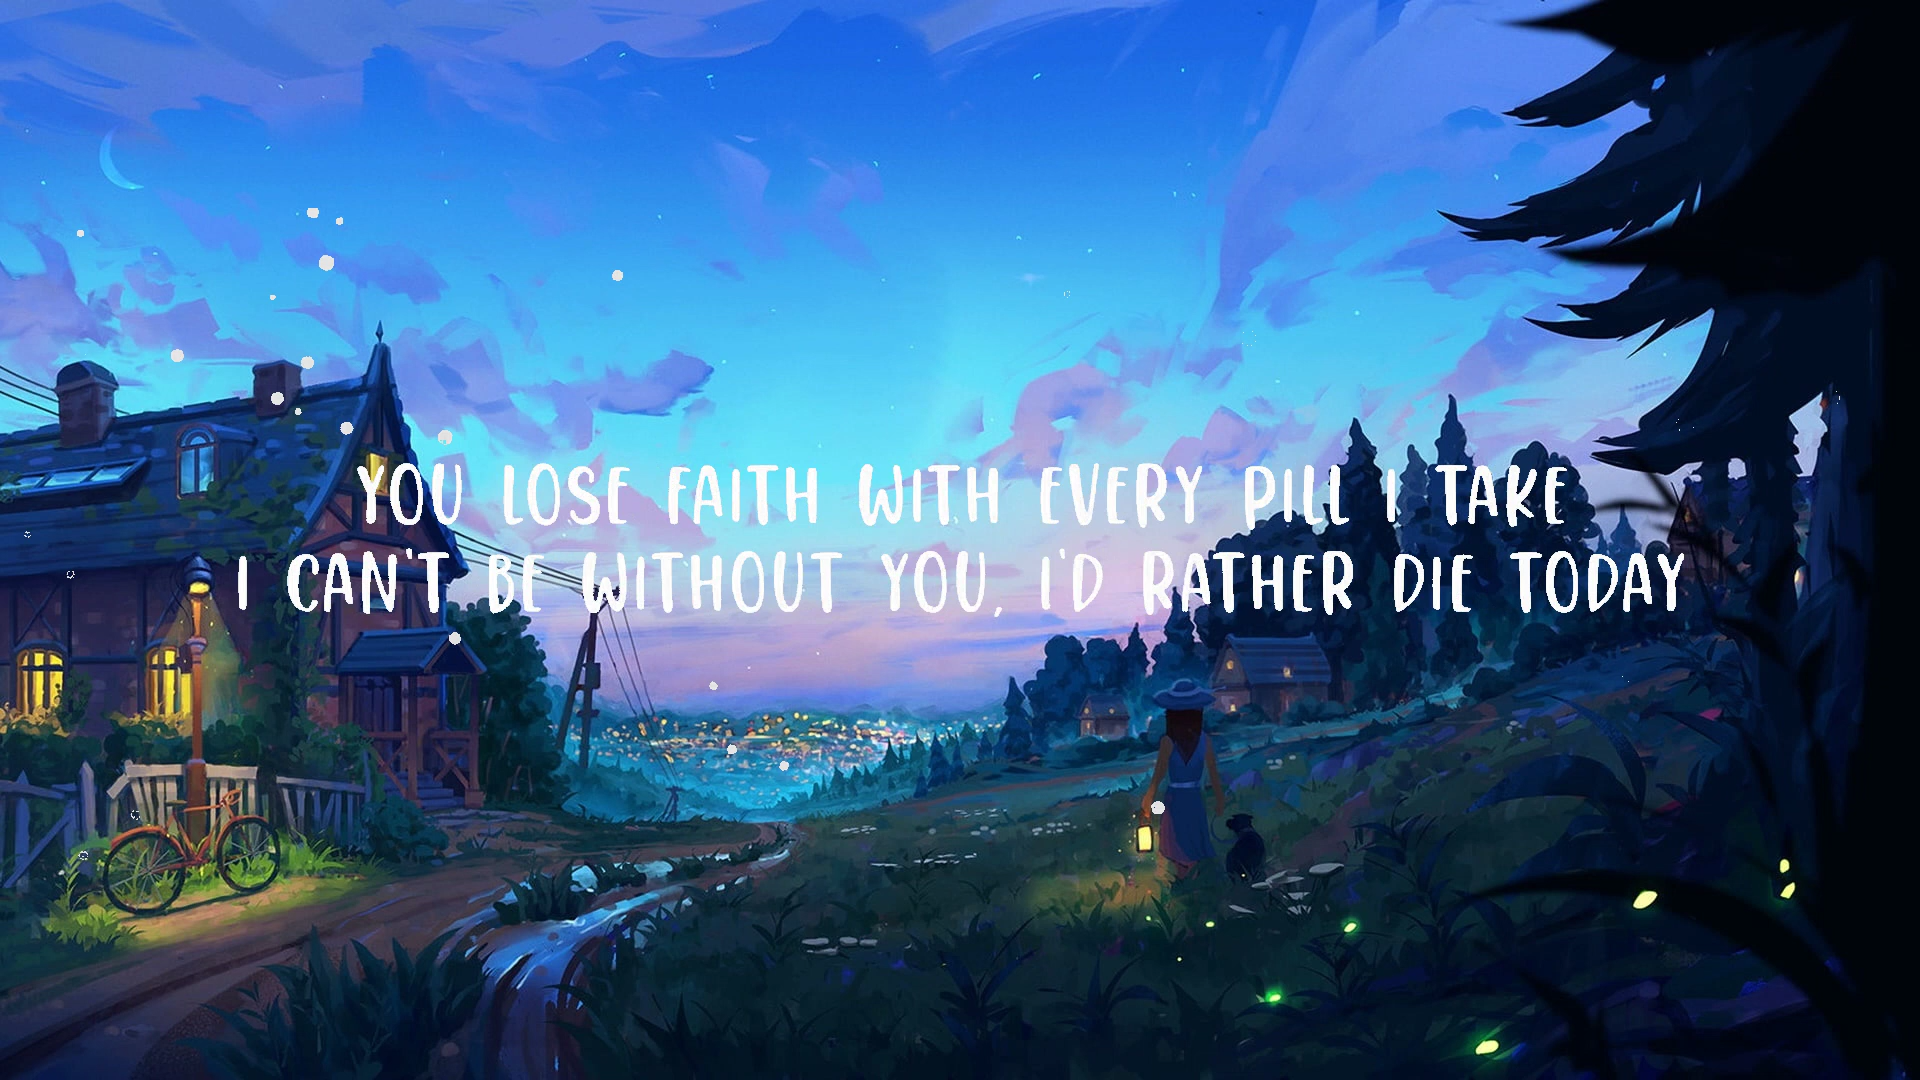 YOU LOSE FAITH WITH EVERY PILL I TAKE
I CAN'T BE WITHOUT YOU, I'D RATHER DIE TODAY